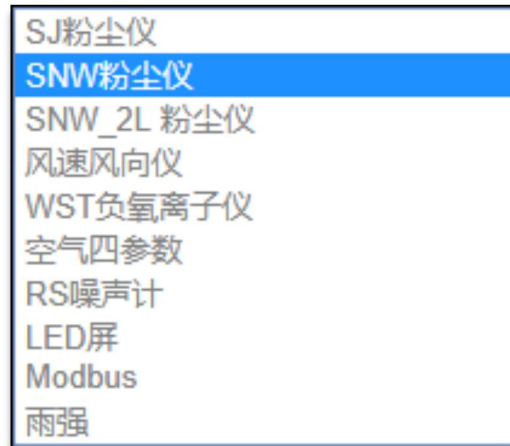 SJ粉尘仪
SNW粉尘仪
SNW_2L 粉尘仪
风速风向仪
WST负氧离子仪
空气四参数
RS噪声计
LED屏
Modbus
雨强